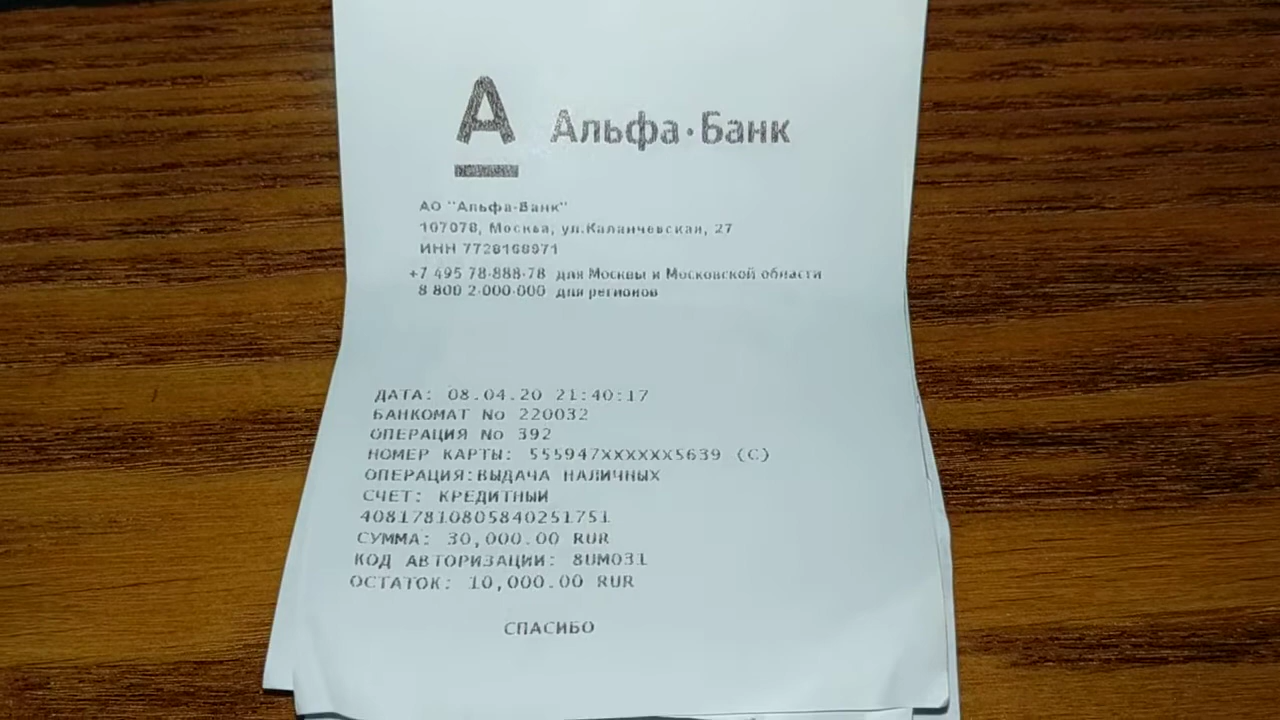 А
Альфа·Банк
АО "Альфа-Банк"
107078, Москва, ул.Каланчевская, 27
ИНН 7728168971
+7 495 78-888-78 для Москвы и Московской области
8 800 2-000-000 для регионов
ДАТА: 08.04.20 21:40:17
БАНКОМАТ No 220032
ОПЕРАЦИЯ No 392
НОМЕР КАРТЫ: 555947XXXXXX5639 (C)
ОПЕРАЦИЯ:ВЫДАЧА НАЛИЧНЫХ
СЧЕТ: КРЕДИТНЫЙ
40817810805840251751
СУММА: 30,000.00 RUR
КОД АВТОРИЗАЦИИ: 8UM031
ОСТАТОК: 10,000.00 RUR
СПАСИБО